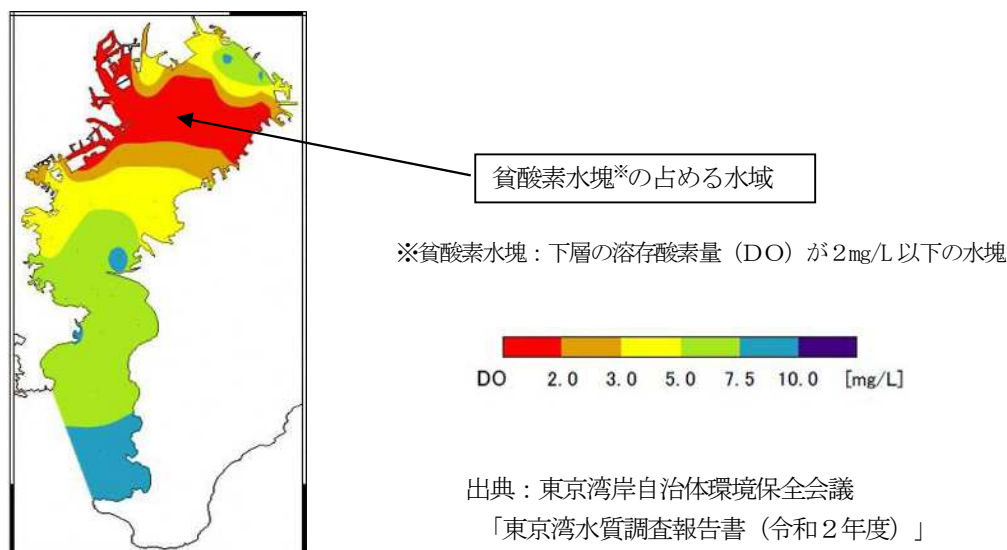 貧酸素水塊※の占める水域
※貧酸素水塊：下層の溶存酸素量（ＤＯ）が２mg/L以下の水塊
DO 2.0 3.0 5.0 7.5 10.0 [mg/L]
出典：東京湾岸自治体環境保全会議
「東京湾水質調査報告書（令和２年度）」